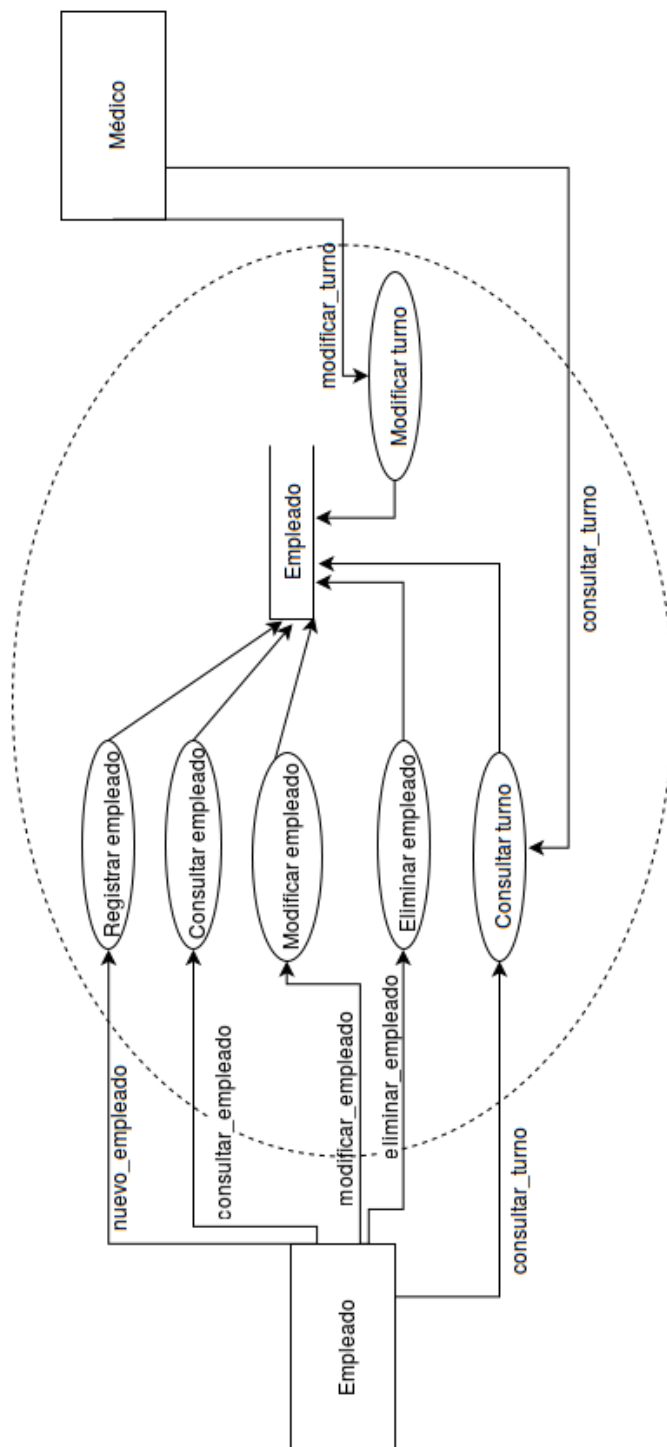 Empleado
nuevo_empleado
consultar_empleado
modificar_empleado
eliminar_empleado
consultar_turno
Registrar empleado
Consultar empleado
Modificar empleado
Eliminar empleado
Consultar turno
Empleado
Modificar turno
modificar_turno
consultar_turno
Médico